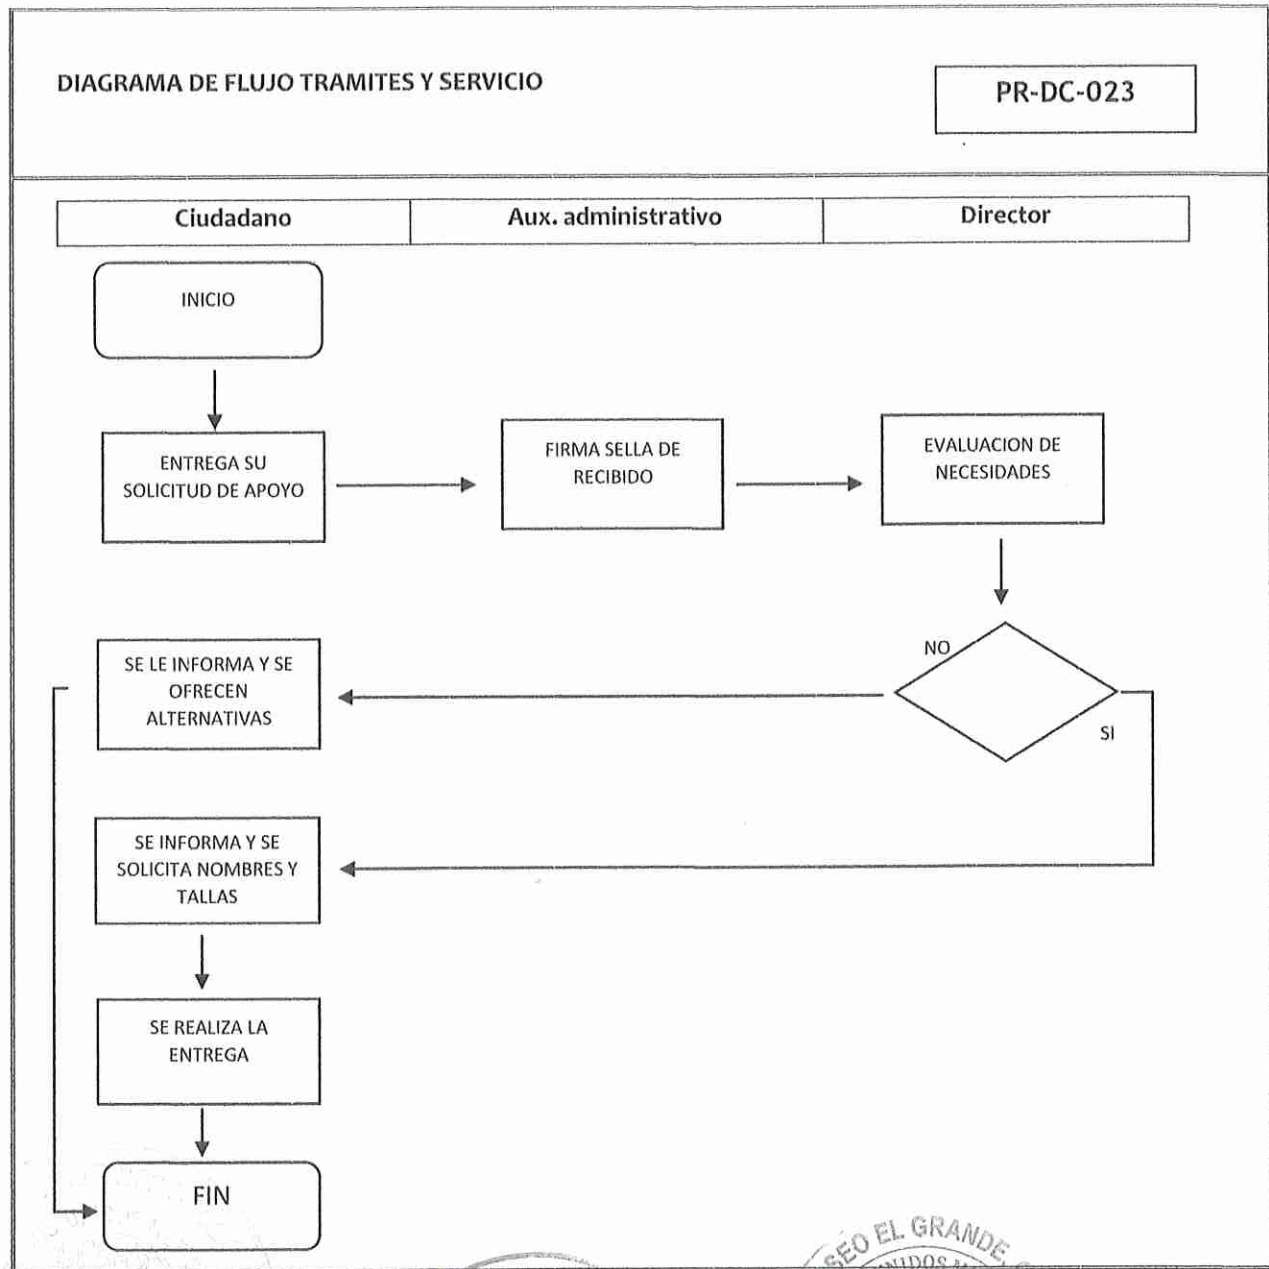 DIAGRAMA DE FLUJO TRAMITES Y SERVICIO
PR-DC-023
Ciudadano
Aux. administrativo
Director
INICIO
ENTREGA SU
SOLICITUD DE APOYO
FIRMA SELLA DE
RECIBIDO
EVALUACION DE
NECESIDADES
NO
SI
SE LE INFORMA Y SE
OFRECEN
ALTERNATIVAS
SE INFORMA Y SE
SOLICITA NOMBRES Y
TALLAS
SE REALIZA LA
ENTREGA
FIN
EL GRANDE,